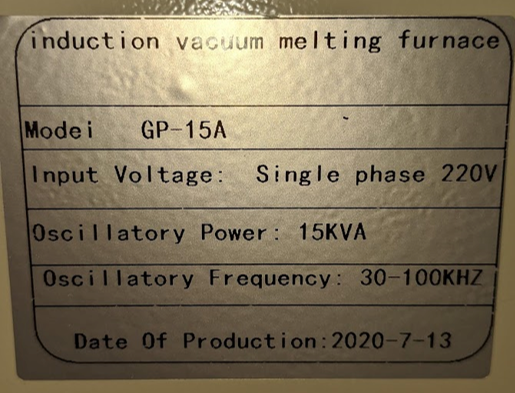 induction vacuum melting furnace
Modei GP-15A
Input Voltage: Single phase 220V
Oscillatory Power: 15KVA
Oscillatory Frequency: 30-100KHZ
Date Of Production:2020-7-13